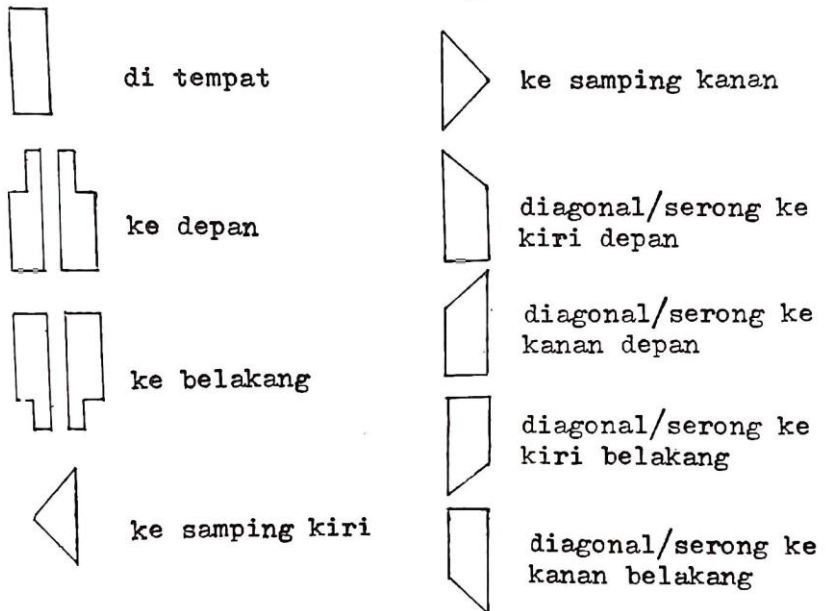 di tempat
ke depan
ke belakang
ke samping kiri
ke samping kanan
diagonal/serong ke
kiri depan
diagonal/serong ke
kanan depan
diagonal/serong ke
kiri belakang
diagonal/serong ke
kanan belakang